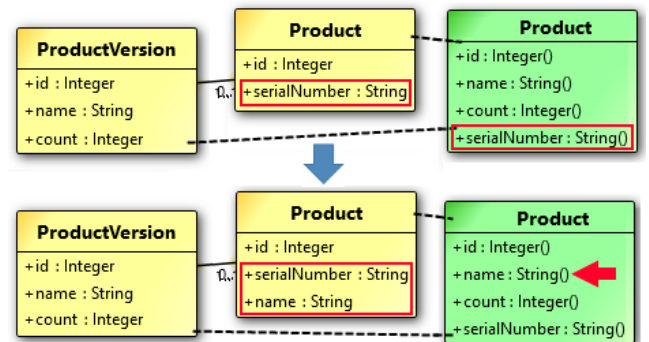 ProductVersion
+id : Integer
+name : String
+count : Integer
Product
+id : Integer
+serialNumber : String
Product
+id : Integer()
+name : String()
+count : Integer()
+serialNumber : String()
ProductVersion
+id : Integer
+name : String
+count : Integer
Product
+id : Integer
+serialNumber : String
+name : String
Product
+id : Integer()
+name : String()
+count : Integer()
+serialNumber : String()